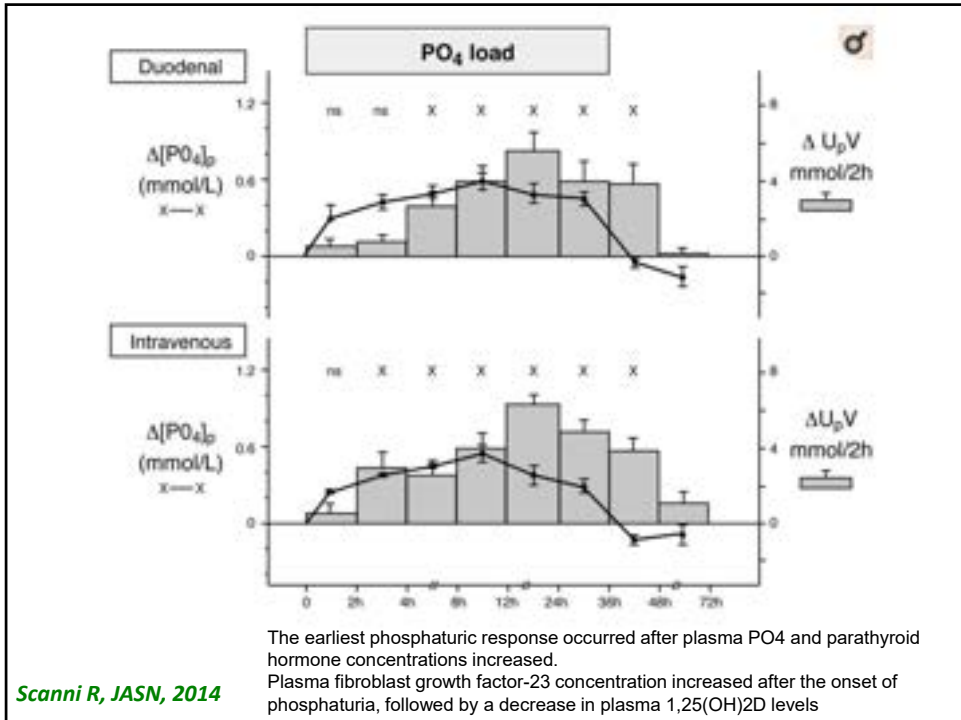 PO4 load
♂
Duodenal
1.2
ns ns X X X X X
8
Δ[P04]p
(mmol/L)
x—x
0.6
4
Δ UpV
mmol/2h
0
0
Intravenous
1.2
ns X X X X X X
8
Δ[P04]p
(mmol/L)
x—x
0.6
4
ΔUpV
mmol/2h
0
0
0 2h 4h 8h 12h 24h 36h 48h 72h
The earliest phosphaturic response occurred after plasma PO4 and parathyroid
hormone concentrations increased.
Plasma fibroblast growth factor-23 concentration increased after the onset of
phosphaturia, followed by a decrease in plasma 1,25(OH)2D levels
Scanni R, JASN, 2014